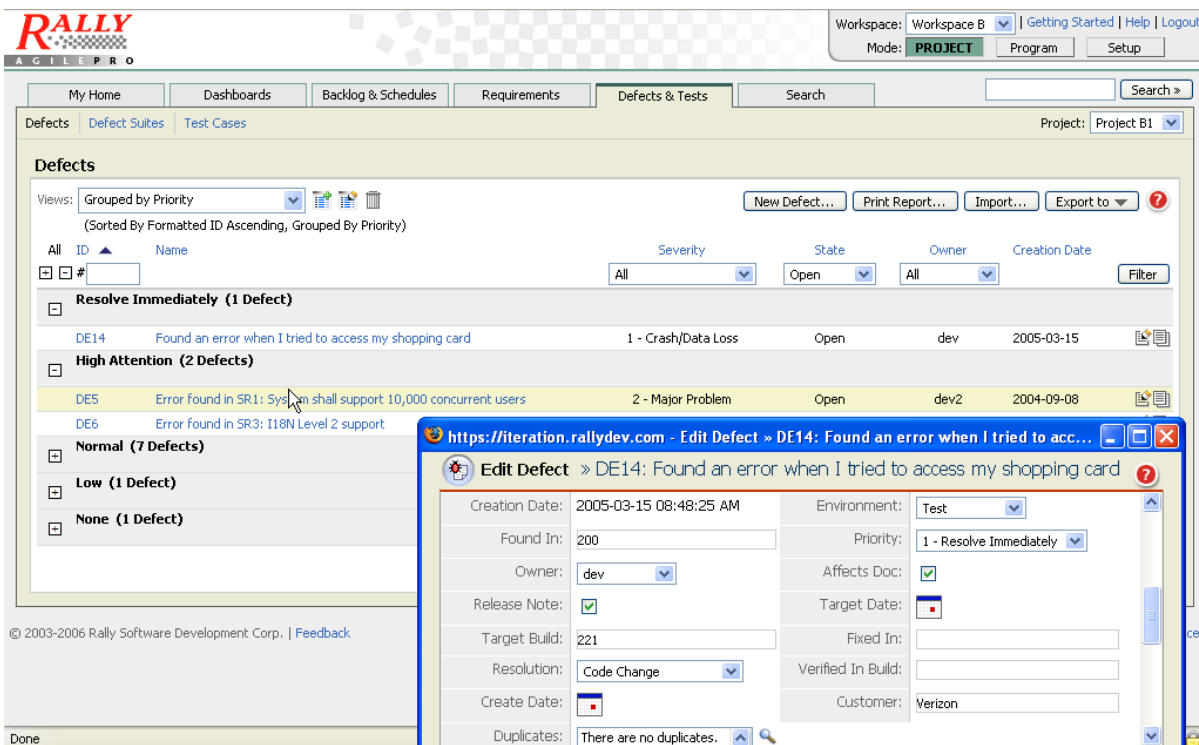 RALLY
AGILEPRO
Workspace: Workspace B | Getting Started | Help | Logout
Mode: PROJECT Program Setup
My Home Dashboards Backlog & Schedules Requirements Defects & Tests Search Search »
Defects Defect Suites Test Cases Project: Project B1
Defects
Views: Grouped by Priority New Defect... Print Report... Import... Export to ?
(Sorted By Formatted ID Ascending, Grouped By Priority)
All ID Name Severity State Owner Creation Date
# All Open All Filter
Resolve Immediately (1 Defect)
DE14 Found an error when I tried to access my shopping card 1 - Crash/Data Loss Open dev 2005-03-15
High Attention (2 Defects)
DE5 Error found in SR1: System shall support 10,000 concurrent users 2 - Major Problem Open dev2 2004-09-08
DE6 Error found in SR3: I18N Level 2 support
Normal (7 Defects)
Low (1 Defect)
None (1 Defect)
© 2003-2006 Rally Software Development Corp. | Feedback
Done
https://iteration.rallydev.com - Edit Defect » DE14: Found an error when I tried to acc...
Edit Defect » DE14: Found an error when I tried to access my shopping card ?
Creation Date: 2005-03-15 08:48:25 AM Environment: Test
Found In: 200 Priority: 1 - Resolve Immediately
Owner: dev Affects Doc:
Release Note: Target Date:
Target Build: 221 Fixed In:
Resolution: Code Change Verified In Build:
Create Date: Customer: Verizon
Duplicates: There are no duplicates.